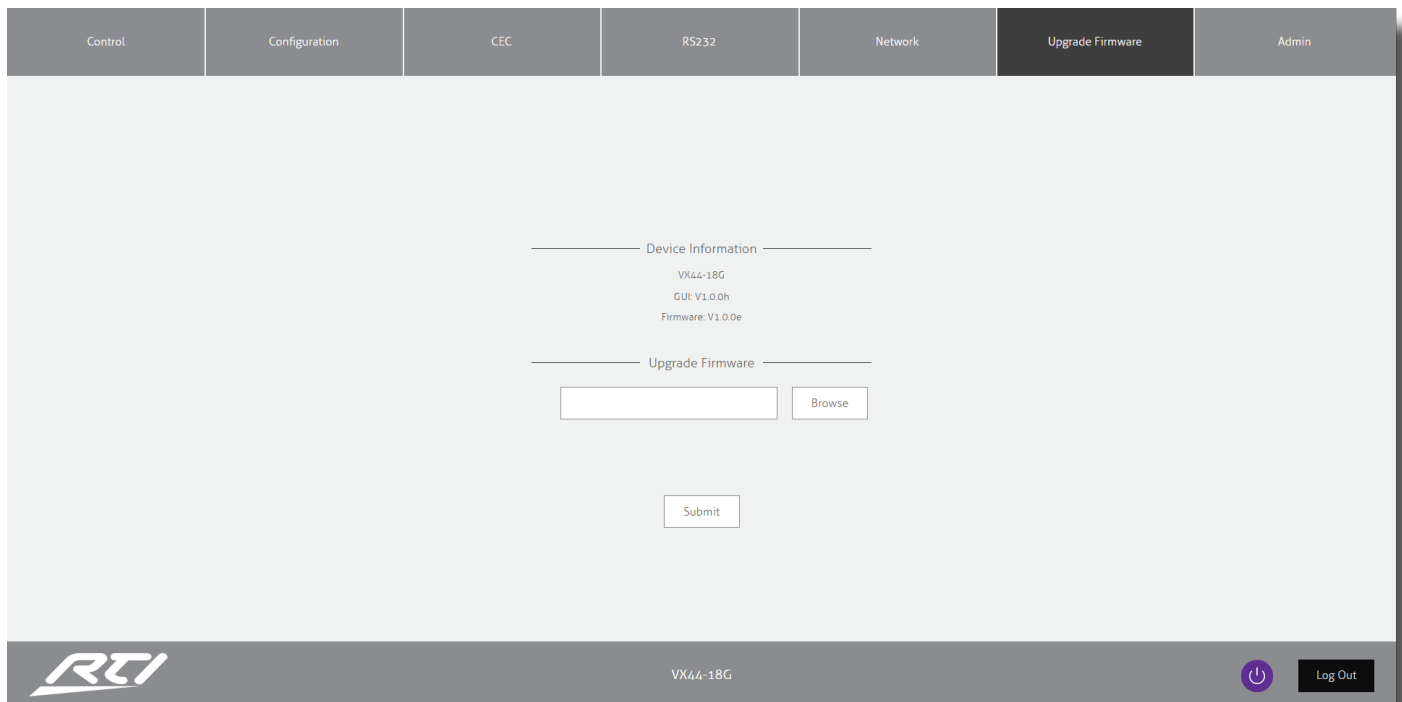 Control Configuration CEC RS232 Network Upgrade Firmware Admin
Device Information
VX44-18G
GUI: V1.0.0h
Firmware: V1.0.0e
Upgrade Firmware
Browse
Submit
RTI VX44-18G Log Out